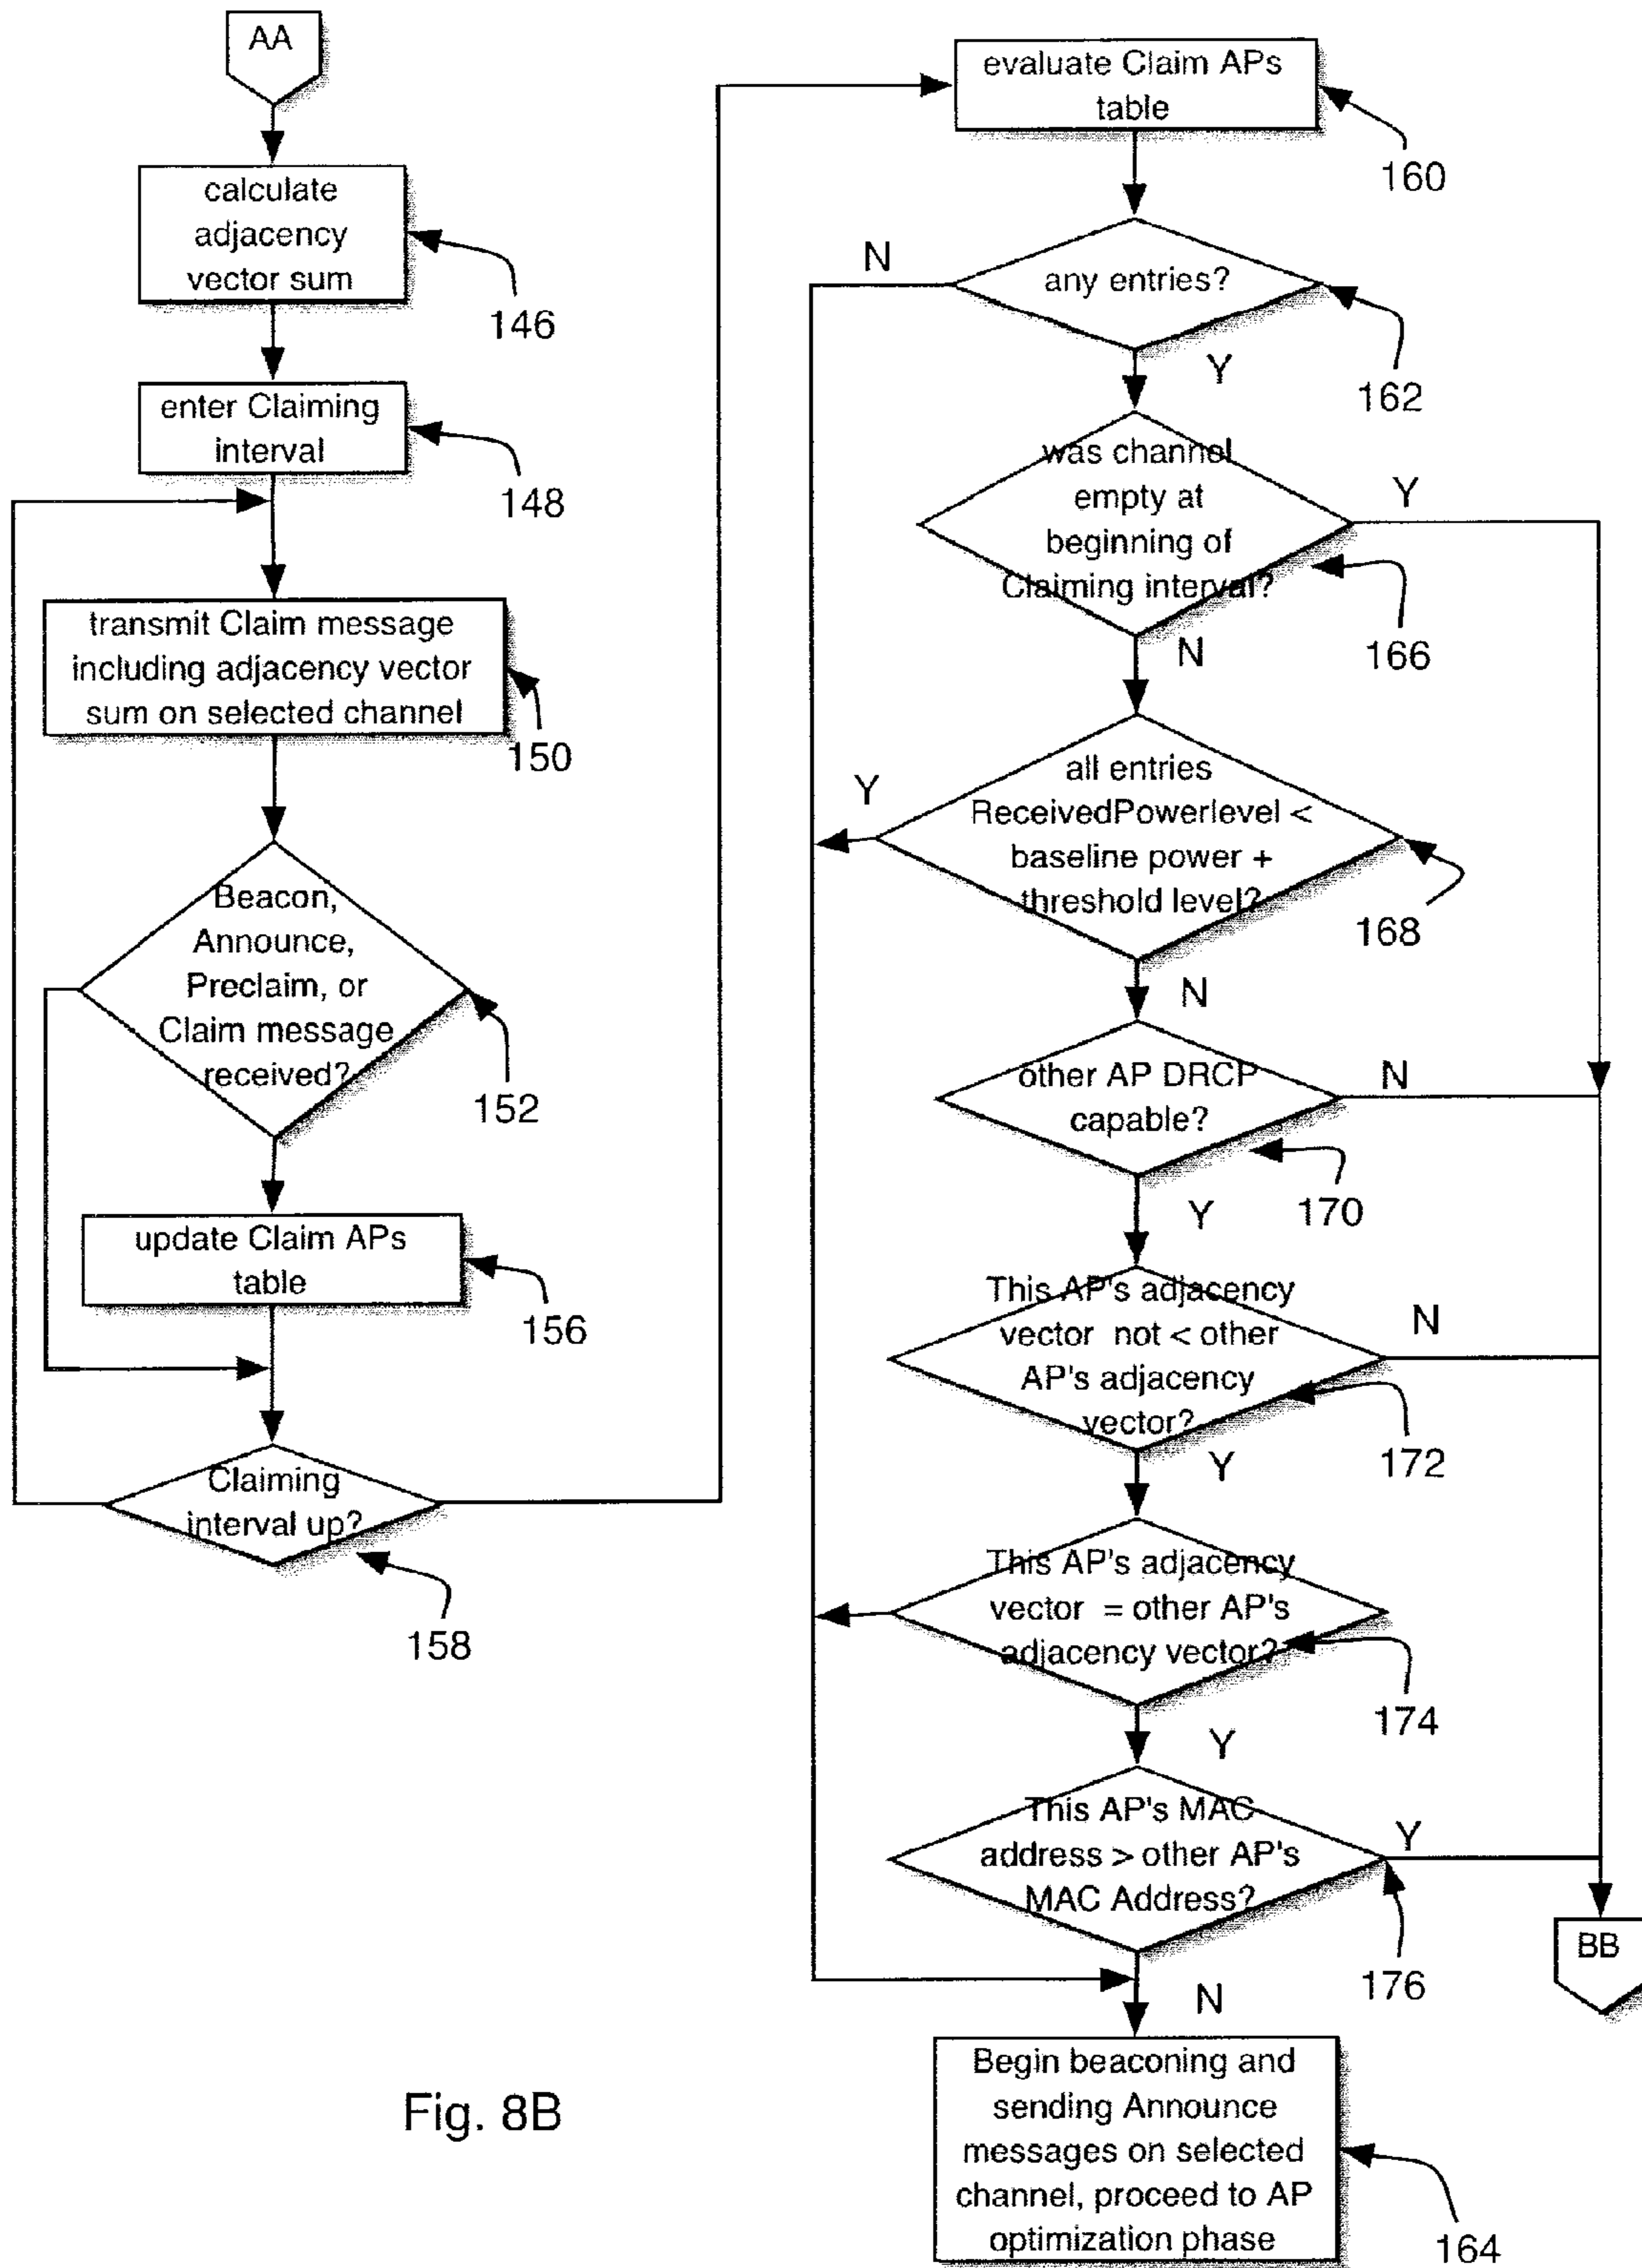 AA
calculate
adjacency
vector sum
146
enter Claiming
interval
148
transmit Claim message
including adjacency vector
sum on selected channel
150
Beacon,
Announce,
Preclaim, or
Claim message
received?
152
update Claim APs
table
156
Claiming
interval up?
158
evaluate Claim APs
table
160
any entries?
N
Y
162
was channel
empty at
beginning of
Claiming interval?
Y
N
166
all entries
ReceivedPowerlevel <
baseline power +
threshold level?
Y
N
168
other AP DRCP
capable?
N
Y
170
This AP's adjacency
vector not < other
AP's adjacency
vector?
N
Y
172
This AP's adjacency
vector = other AP's
adjacency vector?
Y
174
This AP's MAC
address > other AP's
MAC Address?
Y
N
176
BB
Begin beaconing and
sending Announce
messages on selected
channel, proceed to AP
optimization phase
164
Fig. 8B